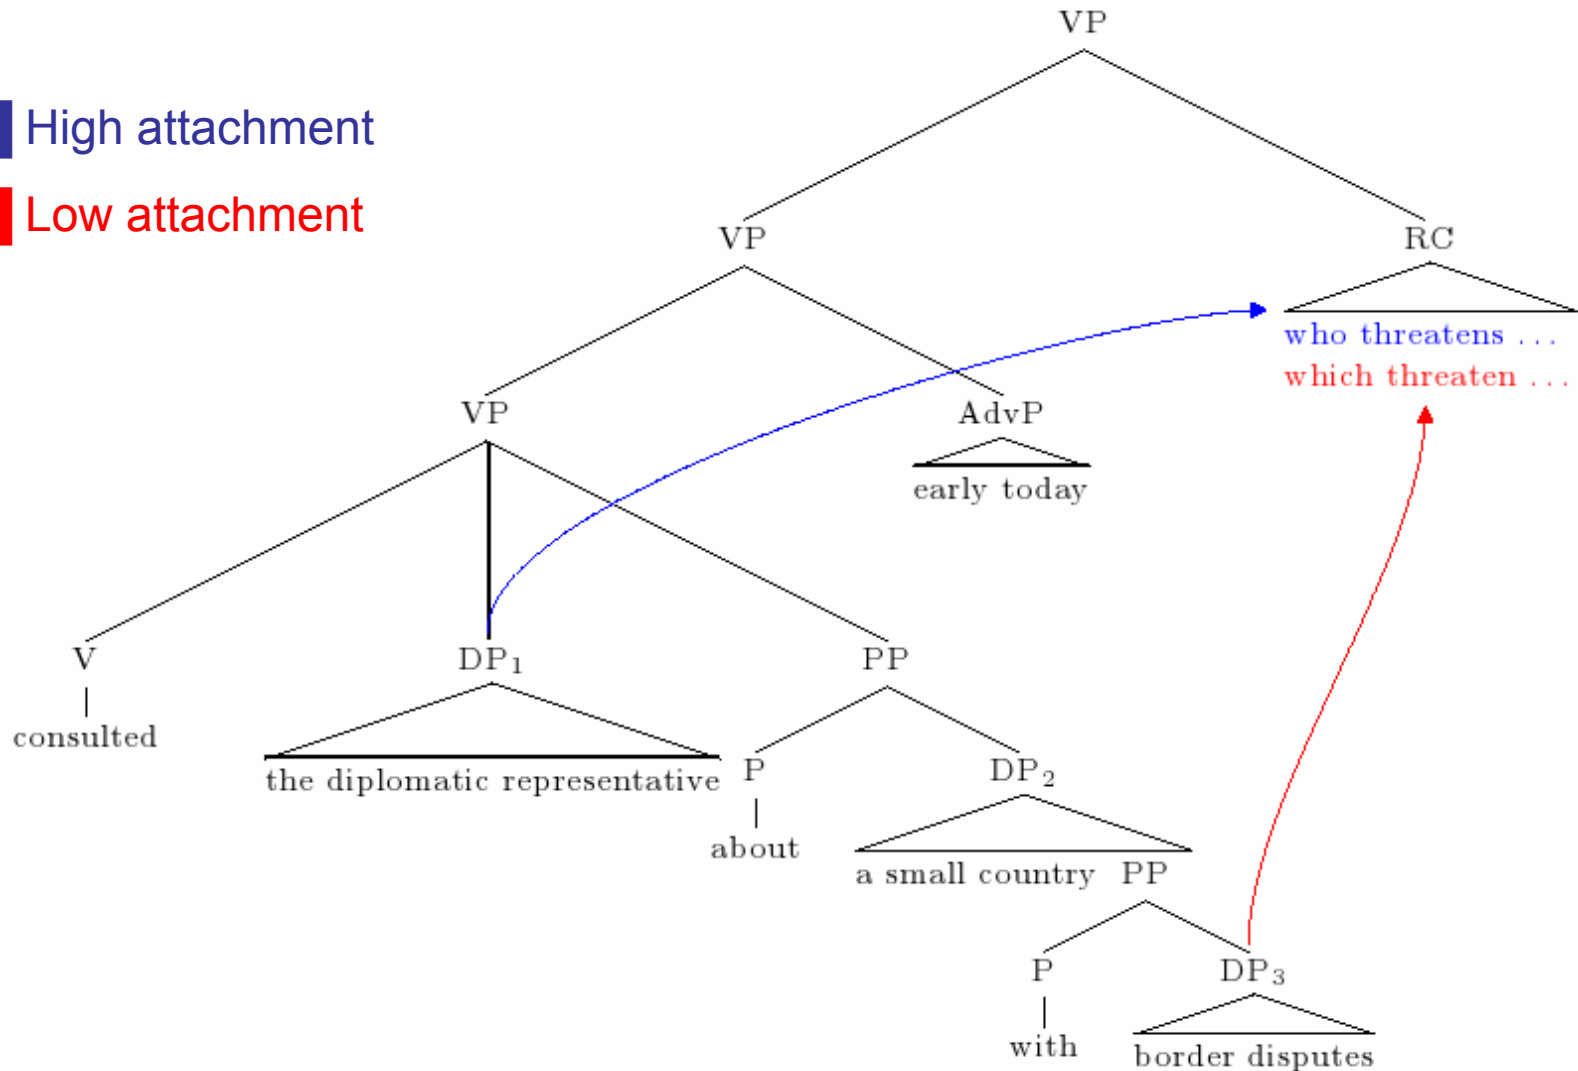 VP
High attachment
Low attachment
VP RC
who threatens ...
which threaten ...
VP AdvP
early today
V DP₁ PP
consulted
the diplomatic representative P DP₂
about
a small country PP
P DP₃
with
border disputes